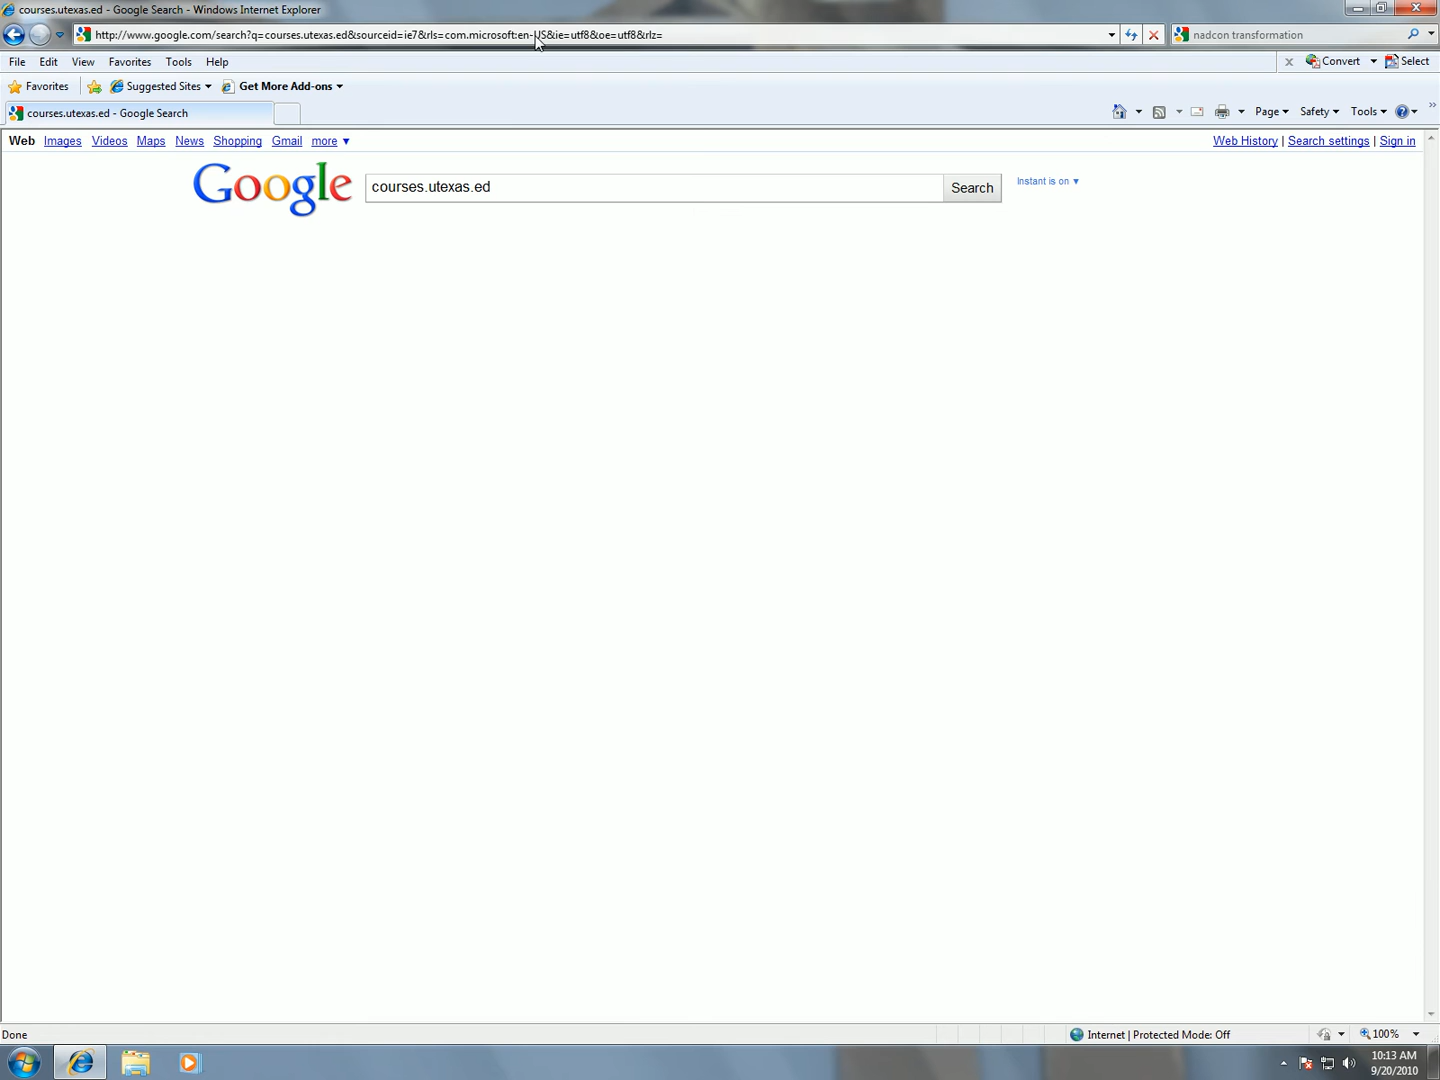 courses.utexas.ed - Google Search - Windows Internet Explorer
http://www.google.com/search?q=courses.utexas.ed&sourceid=ie7&rls=com.microsoft:en-US&ie=utf8&oe=utf8&rlz=
nadcon transformation
File Edit View Favorites Tools Help
x Convert Select
Favorites Suggested Sites Get More Add-ons
courses.utexas.ed - Google Search
Page Safety Tools
Web Images Videos Maps News Shopping Gmail more ▼
Web History | Search settings | Sign in
Google
courses.utexas.ed
Search
Instant is on ▼
Done
Internet | Protected Mode: Off
100%
10:13 AM
9/20/2010